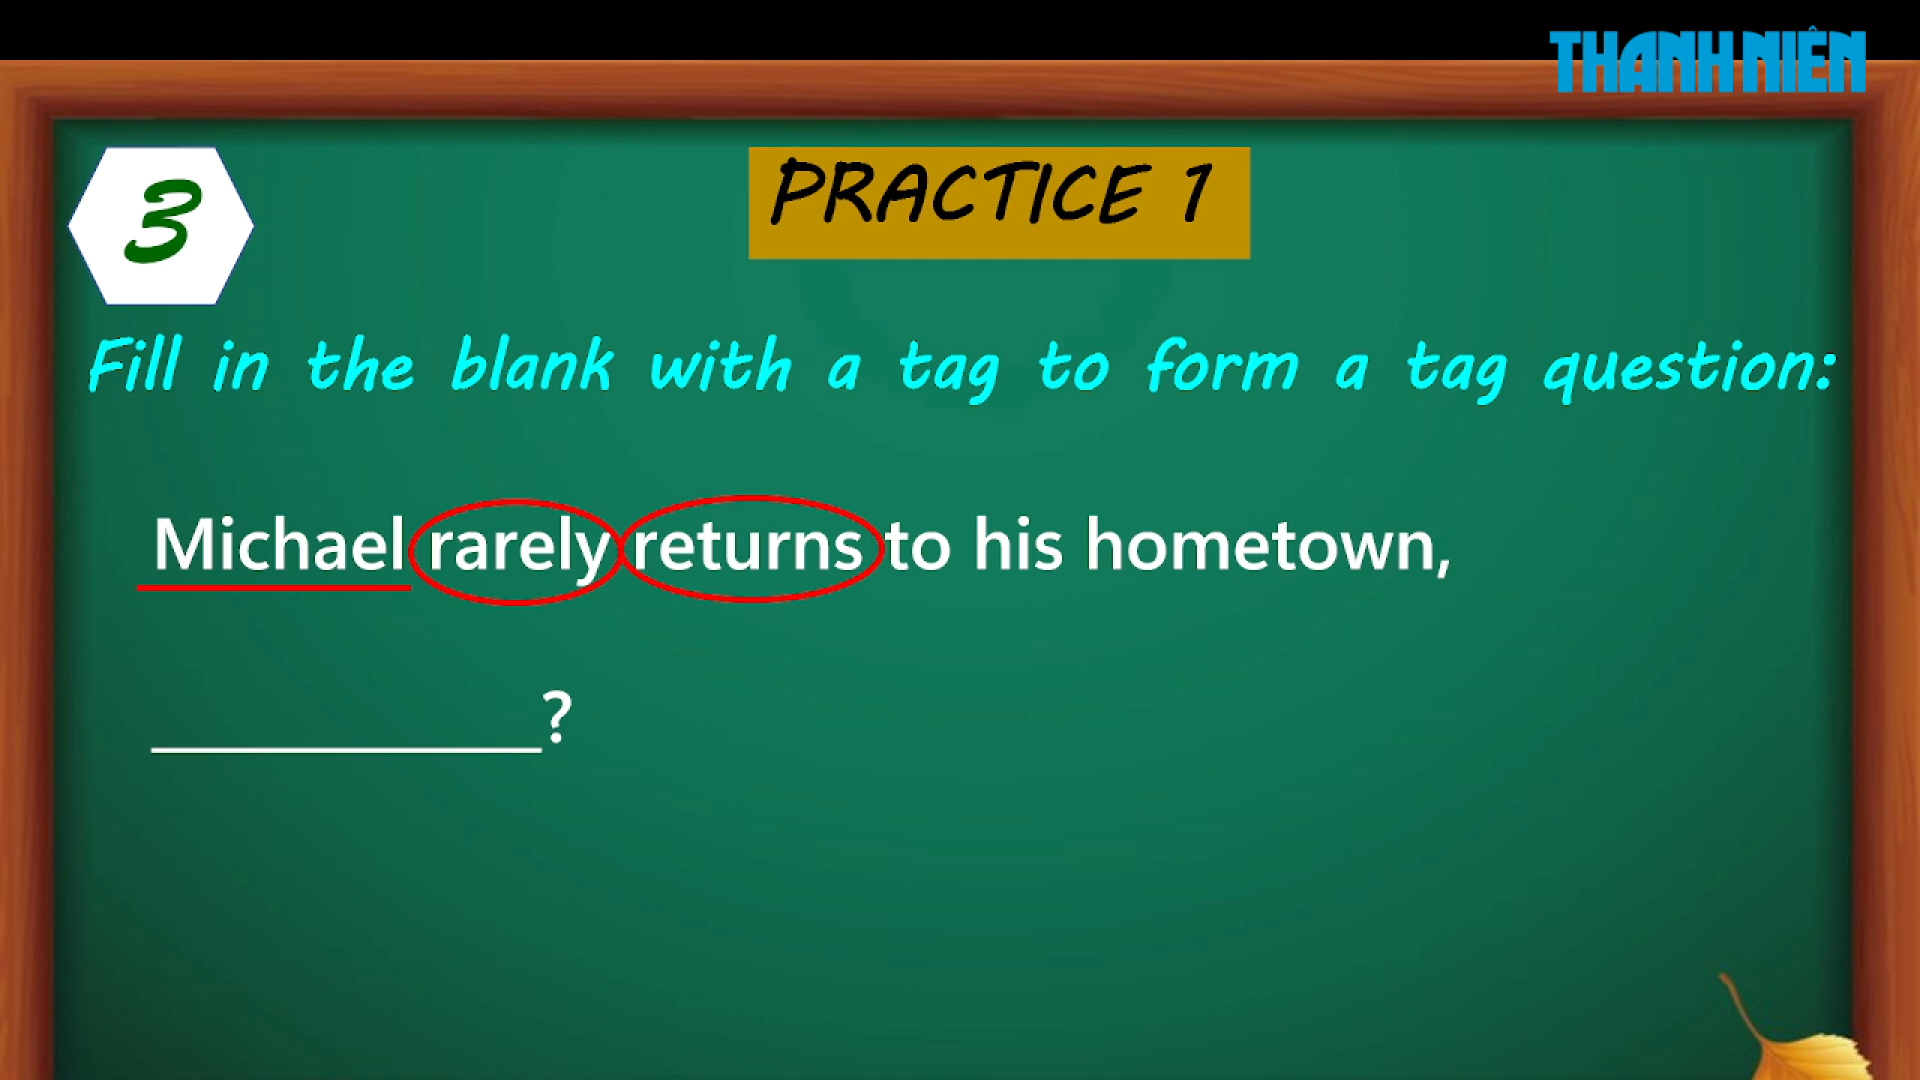 THANH NIÊN
3
PRACTICE 1
Fill in the blank with a tag to form a tag question:
Michael rarely returns to his hometown,
______________?